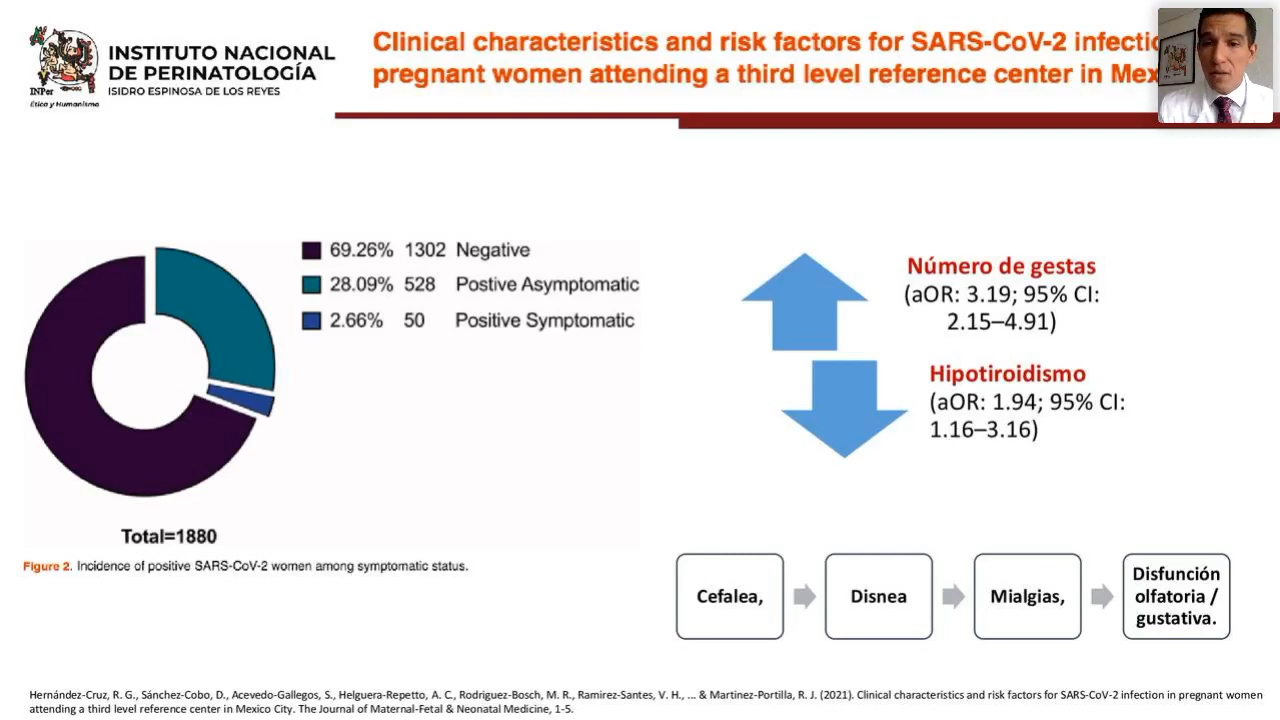 INSTITUTO NACIONAL
DE PERINATOLOGÍA
ISIDRO ESPINOSA DE LOS REYES
INPer
Ética y Humanismo
Clinical characteristics and risk factors for SARS-CoV-2 infectio
pregnant women attending a third level reference center in Mex
69.26% 1302 Negative
28.09% 528 Postive Asymptomatic
2.66% 50 Positive Symptomatic
Total=1880
Figure 2. Incidence of positive SARS-CoV-2 women among symptomatic status.
Número de gestas
(aOR: 3.19; 95% CI:
2.15–4.91)
Hipotiroidismo
(aOR: 1.94; 95% CI:
1.16–3.16)
Cefalea,
Disnea
Mialgias,
Disfunción
olfatoria /
gustativa.
Hernández-Cruz, R. G., Sánchez-Cobo, D., Acevedo-Gallegos, S., Helguera-Repetto, A. C., Rodriguez-Bosch, M. R., Ramirez-Santes, V. H., ... & Martinez-Portilla, R. J. (2021). Clinical characteristics and risk factors for SARS-CoV-2 infection in pregnant women
attending a third level reference center in Mexico City. The Journal of Maternal-Fetal & Neonatal Medicine, 1-5.